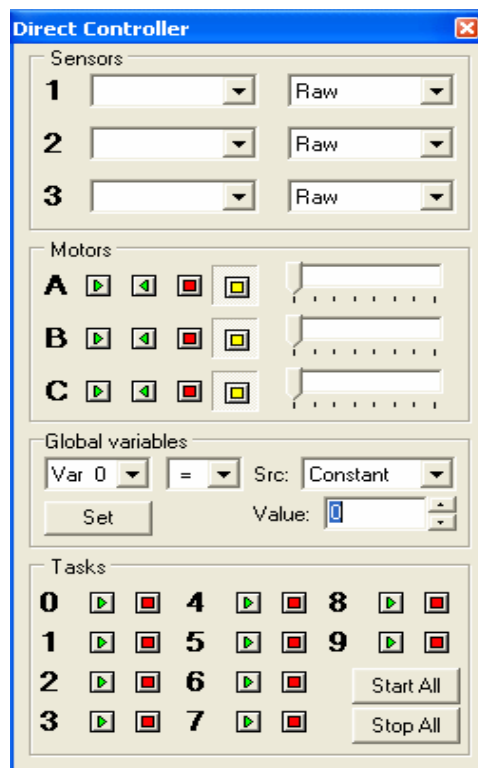 Direct Controller
Sensors
1 Raw
2 Raw
3 Raw
Motors
A
B
C
Global variables
Var 0 = Src: Constant
Set Value: 0
Tasks
0 4 8
1 5 9
2 6 Start All
3 7 Stop All